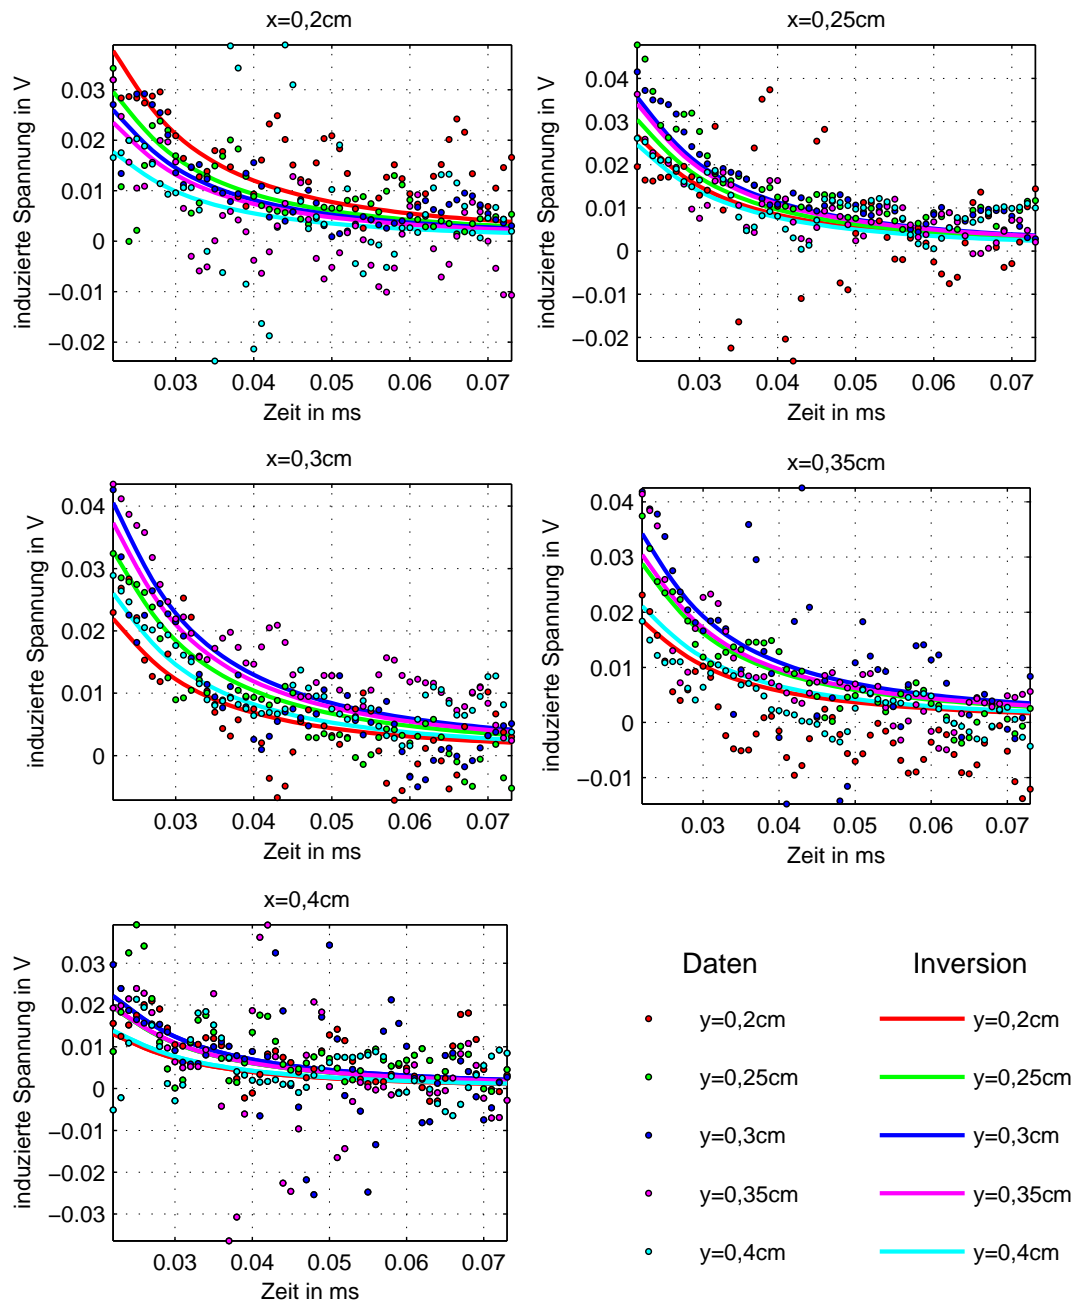 x=0,2cm
induzierte Spannung in V
0.03
0.02
0.01
0
−0.01
−0.02
0.03 0.04 0.05 0.06 0.07
Zeit in ms
x=0,25cm
induzierte Spannung in V
0.04
0.03
0.02
0.01
0
−0.01
−0.02
0.03 0.04 0.05 0.06 0.07
Zeit in ms
x=0,3cm
induzierte Spannung in V
0.04
0.03
0.02
0.01
0
0.03 0.04 0.05 0.06 0.07
Zeit in ms
x=0,35cm
induzierte Spannung in V
0.04
0.03
0.02
0.01
0
−0.01
0.03 0.04 0.05 0.06 0.07
Zeit in ms
x=0,4cm
induzierte Spannung in V
0.03
0.02
0.01
0
−0.01
−0.02
−0.03
0.03 0.04 0.05 0.06 0.07
Zeit in ms
Daten Inversion
y=0,2cm y=0,2cm
y=0,25cm y=0,25cm
y=0,3cm y=0,3cm
y=0,35cm y=0,35cm
y=0,4cm y=0,4cm